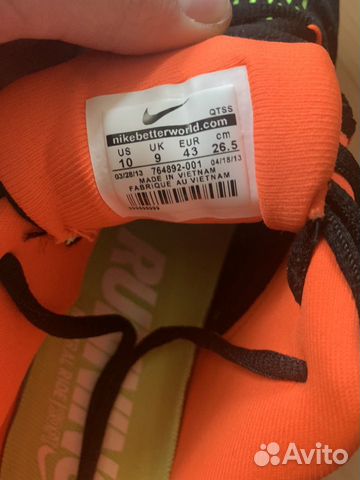 QTSS
nikebetterworld.com
US UK EUR cm
10 9 43 26.5
03/28/13 764892-001 04/18/13
MADE IN VIETNAM
FABRIQUE AU VIETNAM
RUNNING
Avito